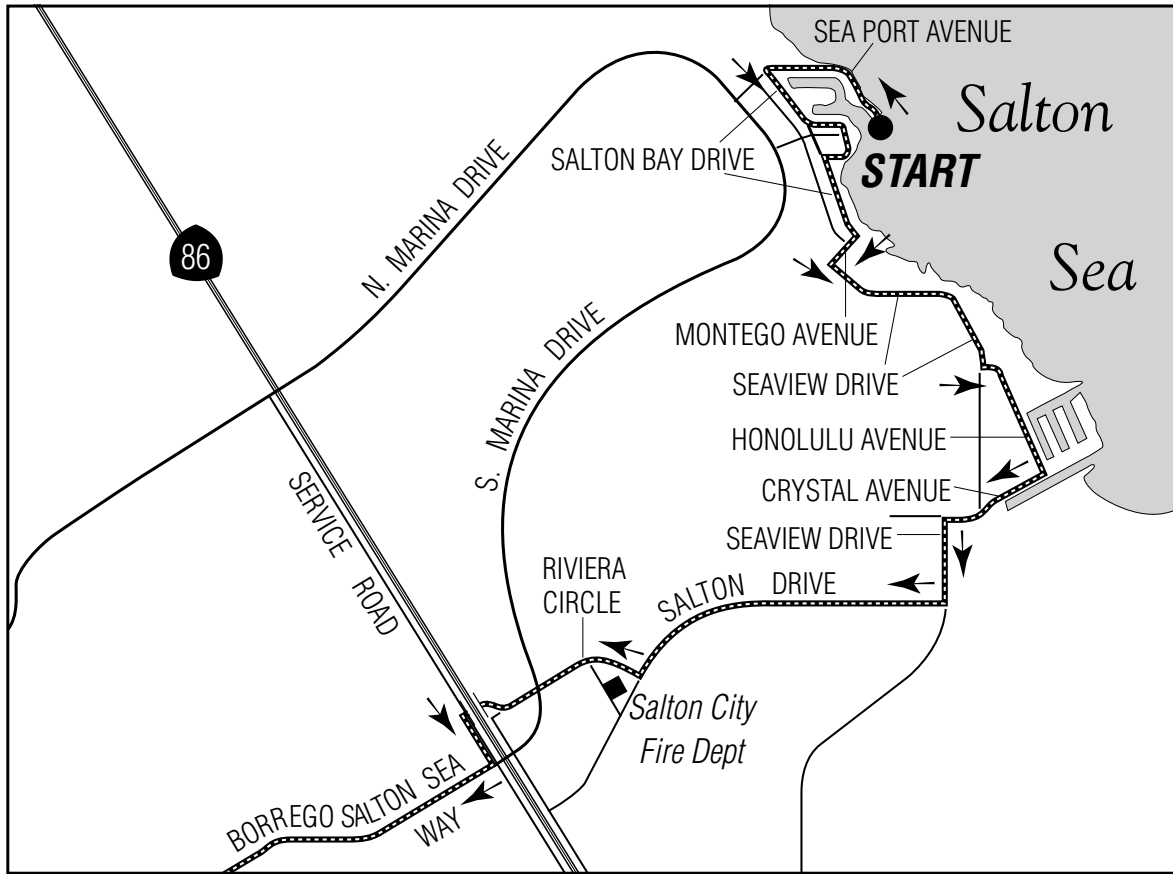 SEA PORT AVENUE
Salton
Sea
START
SALTON BAY DRIVE
N. MARINA DRIVE
86
S. MARINA DRIVE
MONTEGO AVENUE
SEAVIEW DRIVE
HONOLULU AVENUE
CRYSTAL AVENUE
SEAVIEW DRIVE
SERVICE ROAD
RIVIERA
CIRCLE
SALTON DRIVE
Salton City
Fire Dept
BORREGO SALTON SEA
WAY